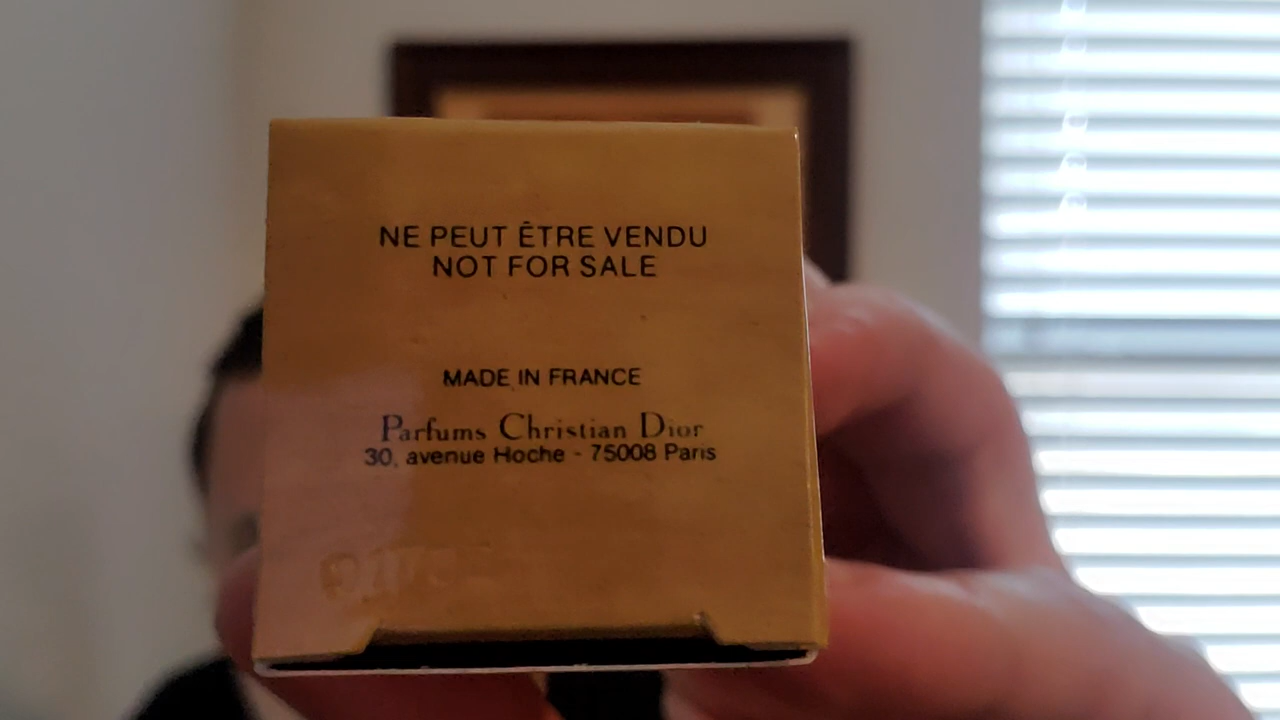 NE PEUT ÊTRE VENDU
NOT FOR SALE
MADE IN FRANCE
Parfums Christian Dior
30, avenue Hoche - 75008 Paris